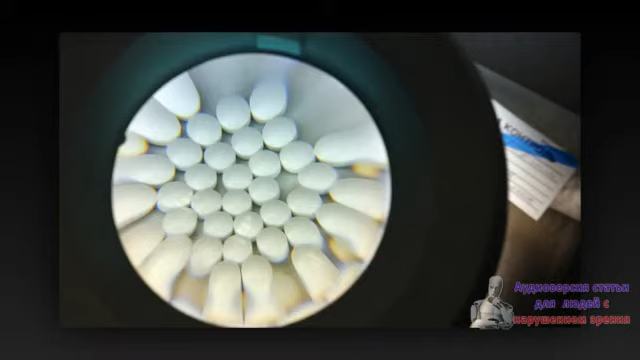 Аудиоверсия статьи
для людей с
нарушением зрения